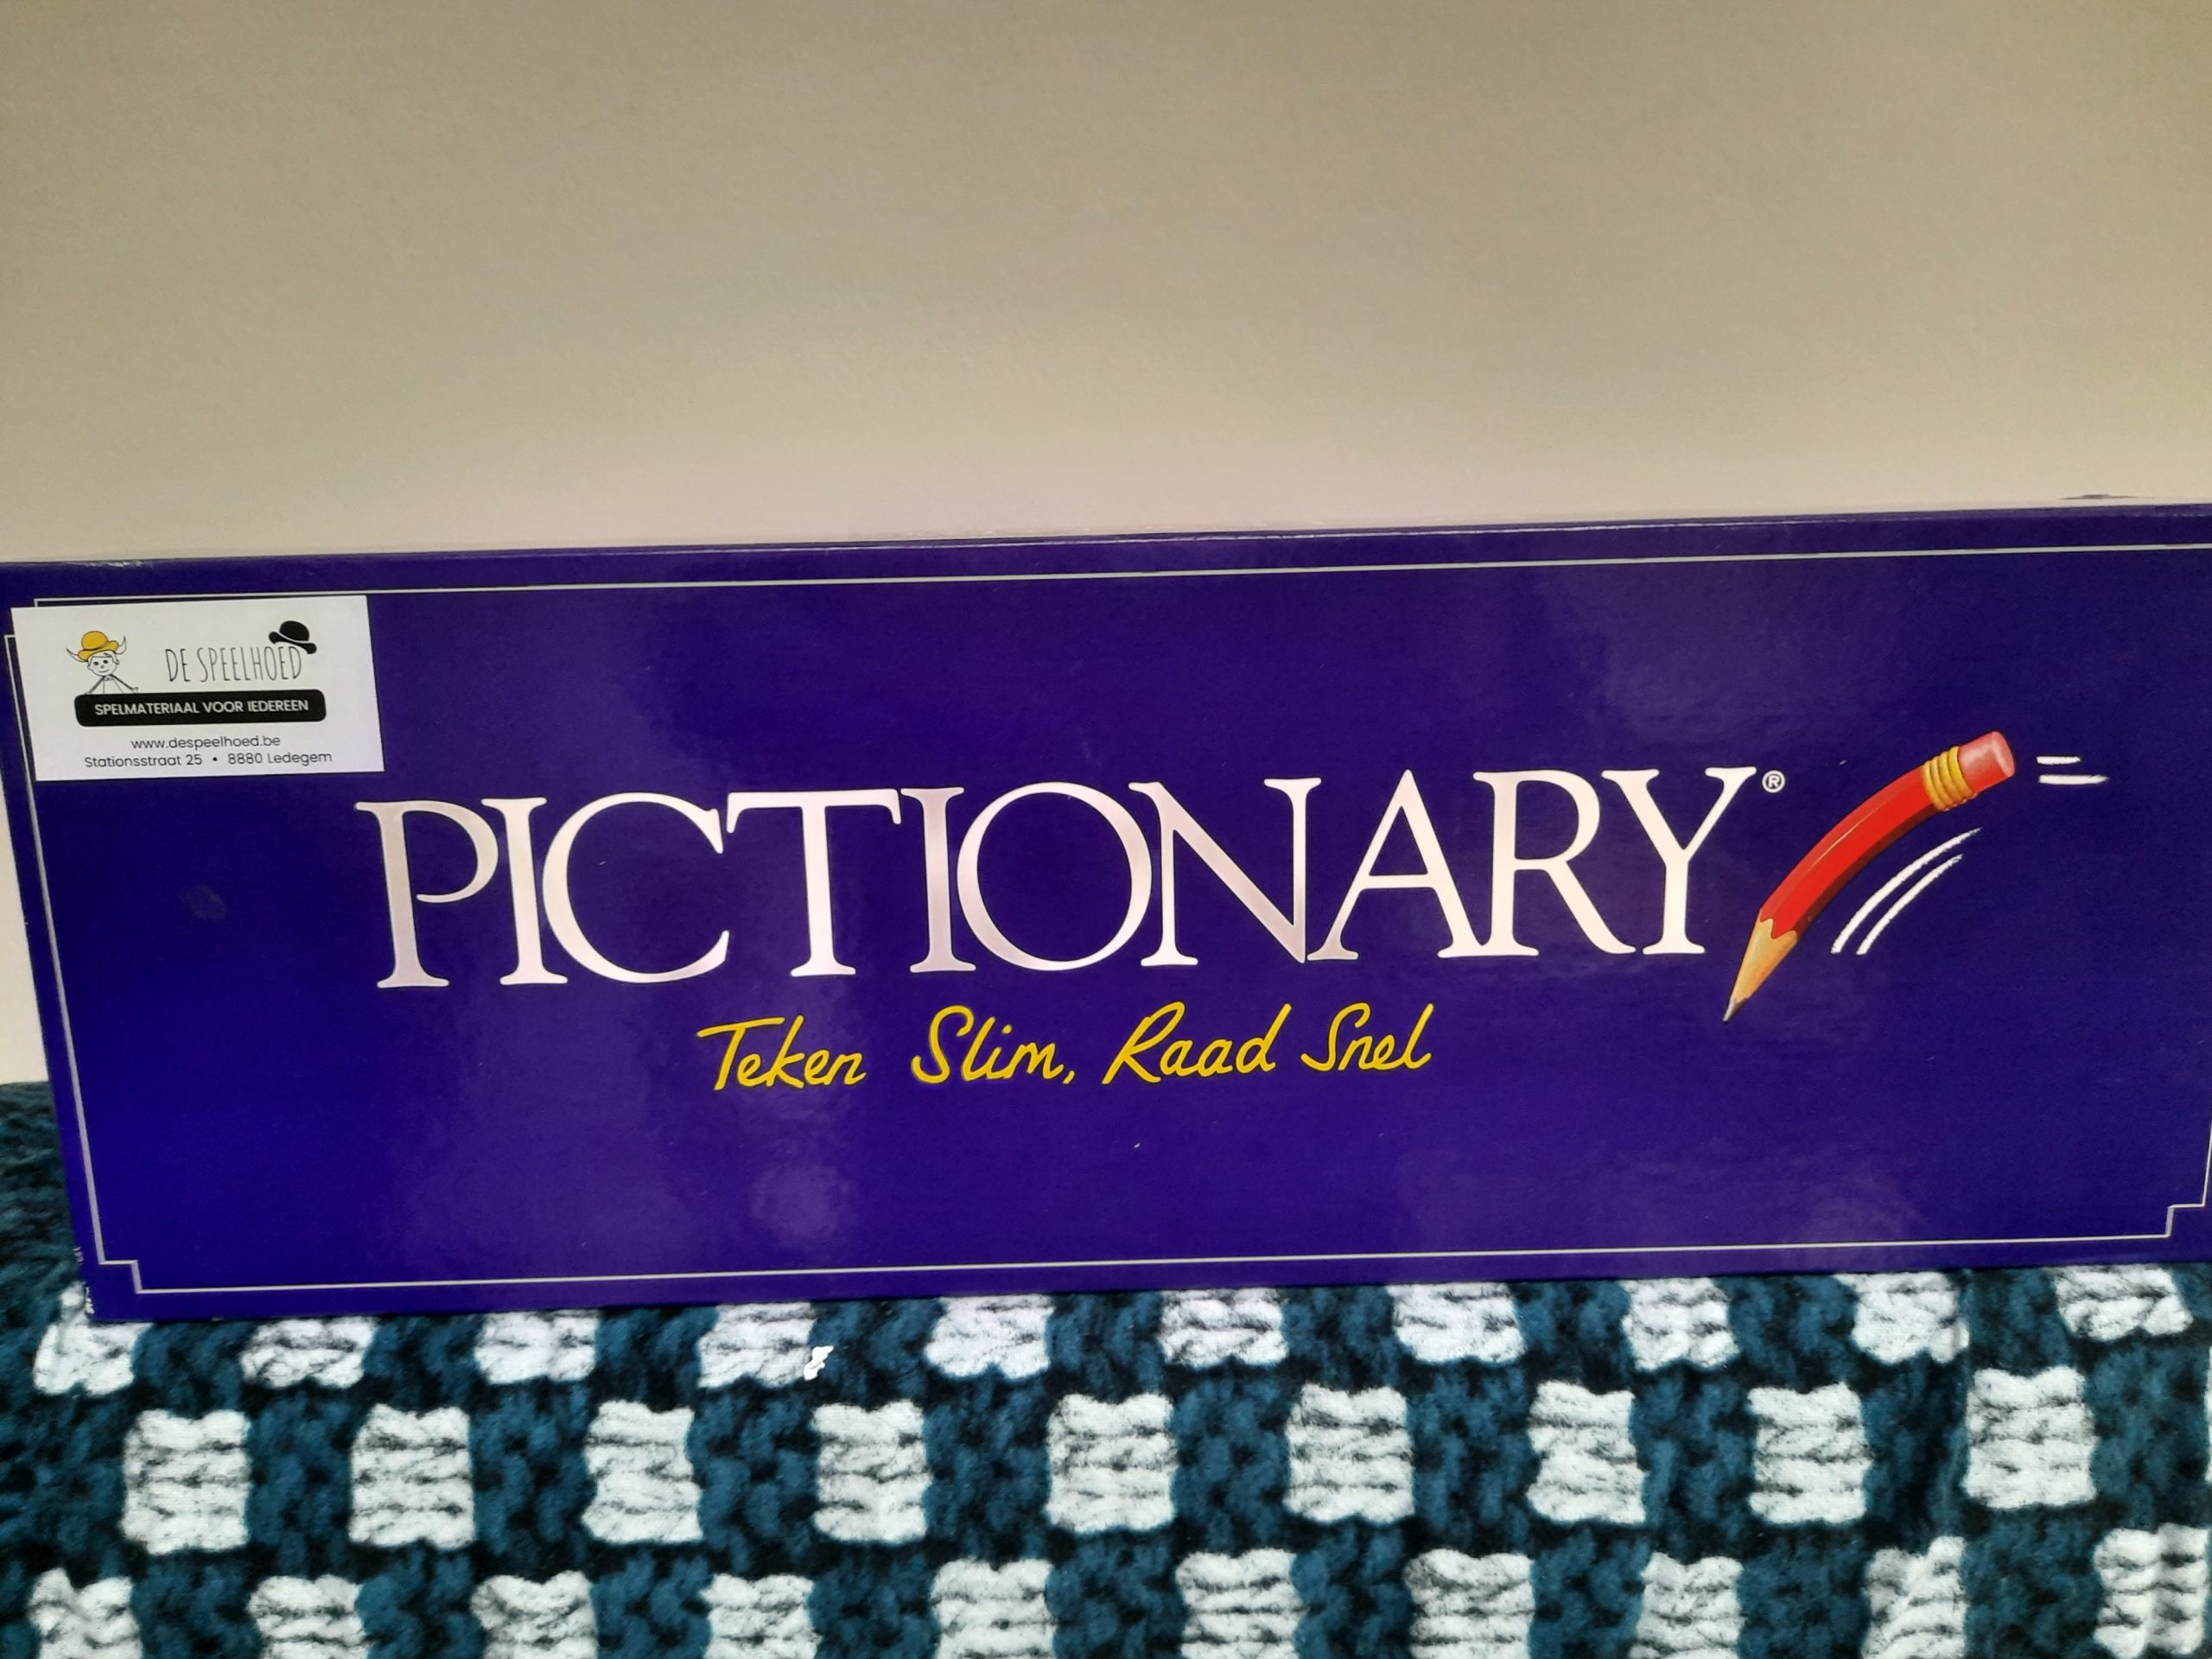 DE SPEELHOED
SPELMATERIAAL VOOR IEDEREEN
www.despeelhoed.be
Stationsstraat 25 • 8880 Ledegem
PICTIONARY®
Teken Slim, Raad Snel